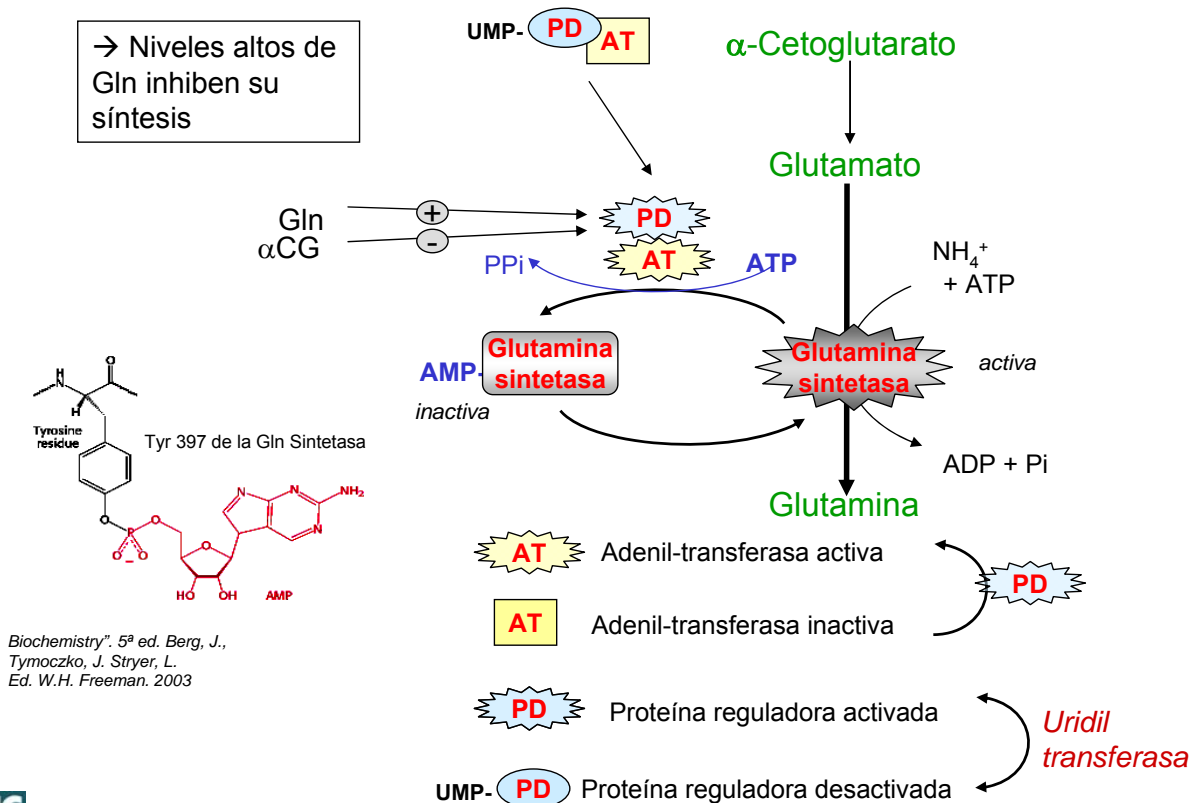 → Niveles altos de
Gln inhiben su
síntesis
UMP- PD AT
α-Cetoglutarato
Glutamato
Gln
αCG
+
-
PD
AT
PPi
ATP
NH₄⁺
+ ATP
AMP-
Glutamina
sintetasa
inactiva
Glutamina
sintetasa
activa
ADP + Pi
Glutamina
H
N
O
H
Tyrosine
residue
Tyr 397 de la Gln Sintetasa
O
P
O
O
O⁻
O
N
N
N
NH₂
HO
OH
AMP
Biochemistry”. 5ª ed. Berg, J.,
Tymoczko, J. Stryer, L.
Ed. W.H. Freeman. 2003
AT Adenil-transferasa activa
AT Adenil-transferasa inactiva
PD
PD Proteína reguladora activada
UMP- PD Proteína reguladora desactivada
Uridil
transferasa